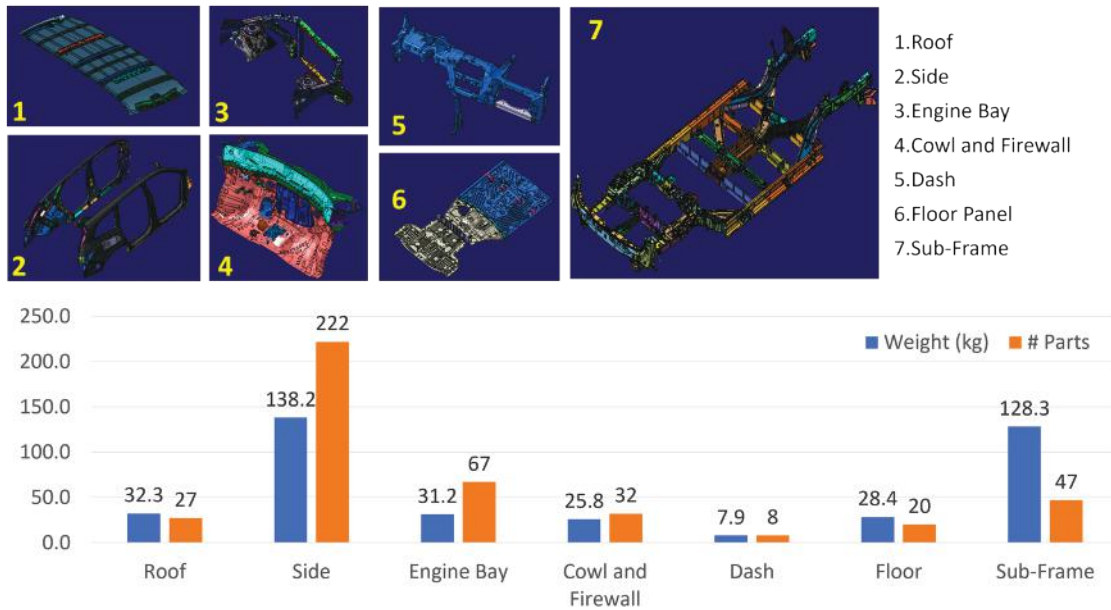 1
3
5
7
2
4
6
1.Roof
2.Side
3.Engine Bay
4.Cowl and Firewall
5.Dash
6.Floor Panel
7.Sub-Frame
250.0
200.0
150.0
100.0
50.0
0.0
Weight (kg) # Parts
32.3 27
138.2 222
31.2 67
25.8 32
7.9 8
28.4 20
128.3 47
Roof
Side
Engine Bay
Cowl and
Firewall
Dash
Floor
Sub-Frame